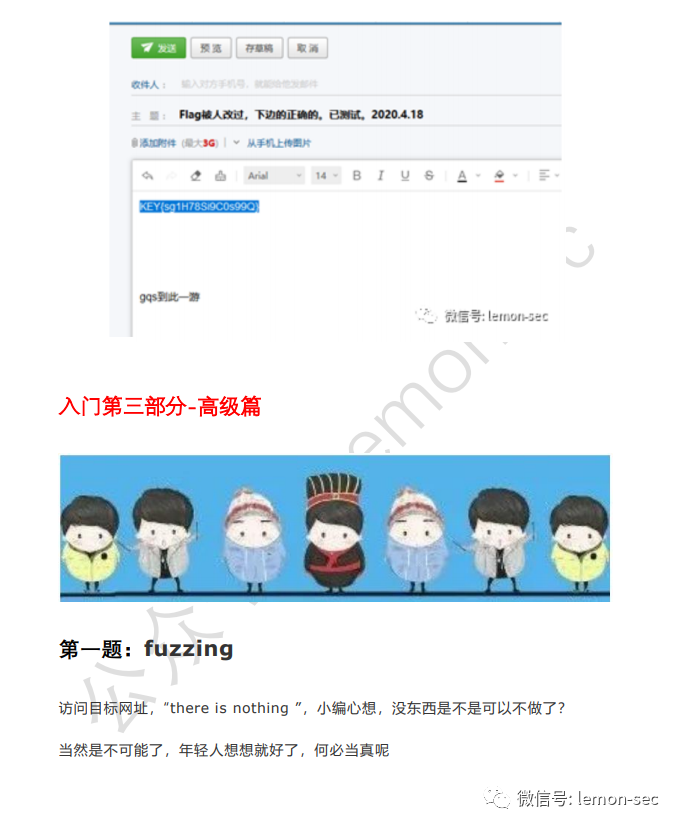 发送 预览 存草稿 取消
收件人： 输入对方手机号，就能给他发邮件
主 题： Flag被人改过，下边的正确的。已测试。2020.4.18
添加附件 (最大3G) | 从手机上传图片
Arial 14 B I U S A
KEY{sg1H78Si9C0s99Q}
gqs到此一游
微信号: lemon-sec
入门第三部分-高级篇
第一题：fuzzing
访问目标网址，“there is nothing ”，小编心想，没东西是不是可以不做了？
当然是不可能了，年轻人想想就好了，何必当真呢
微信号: lemon-sec